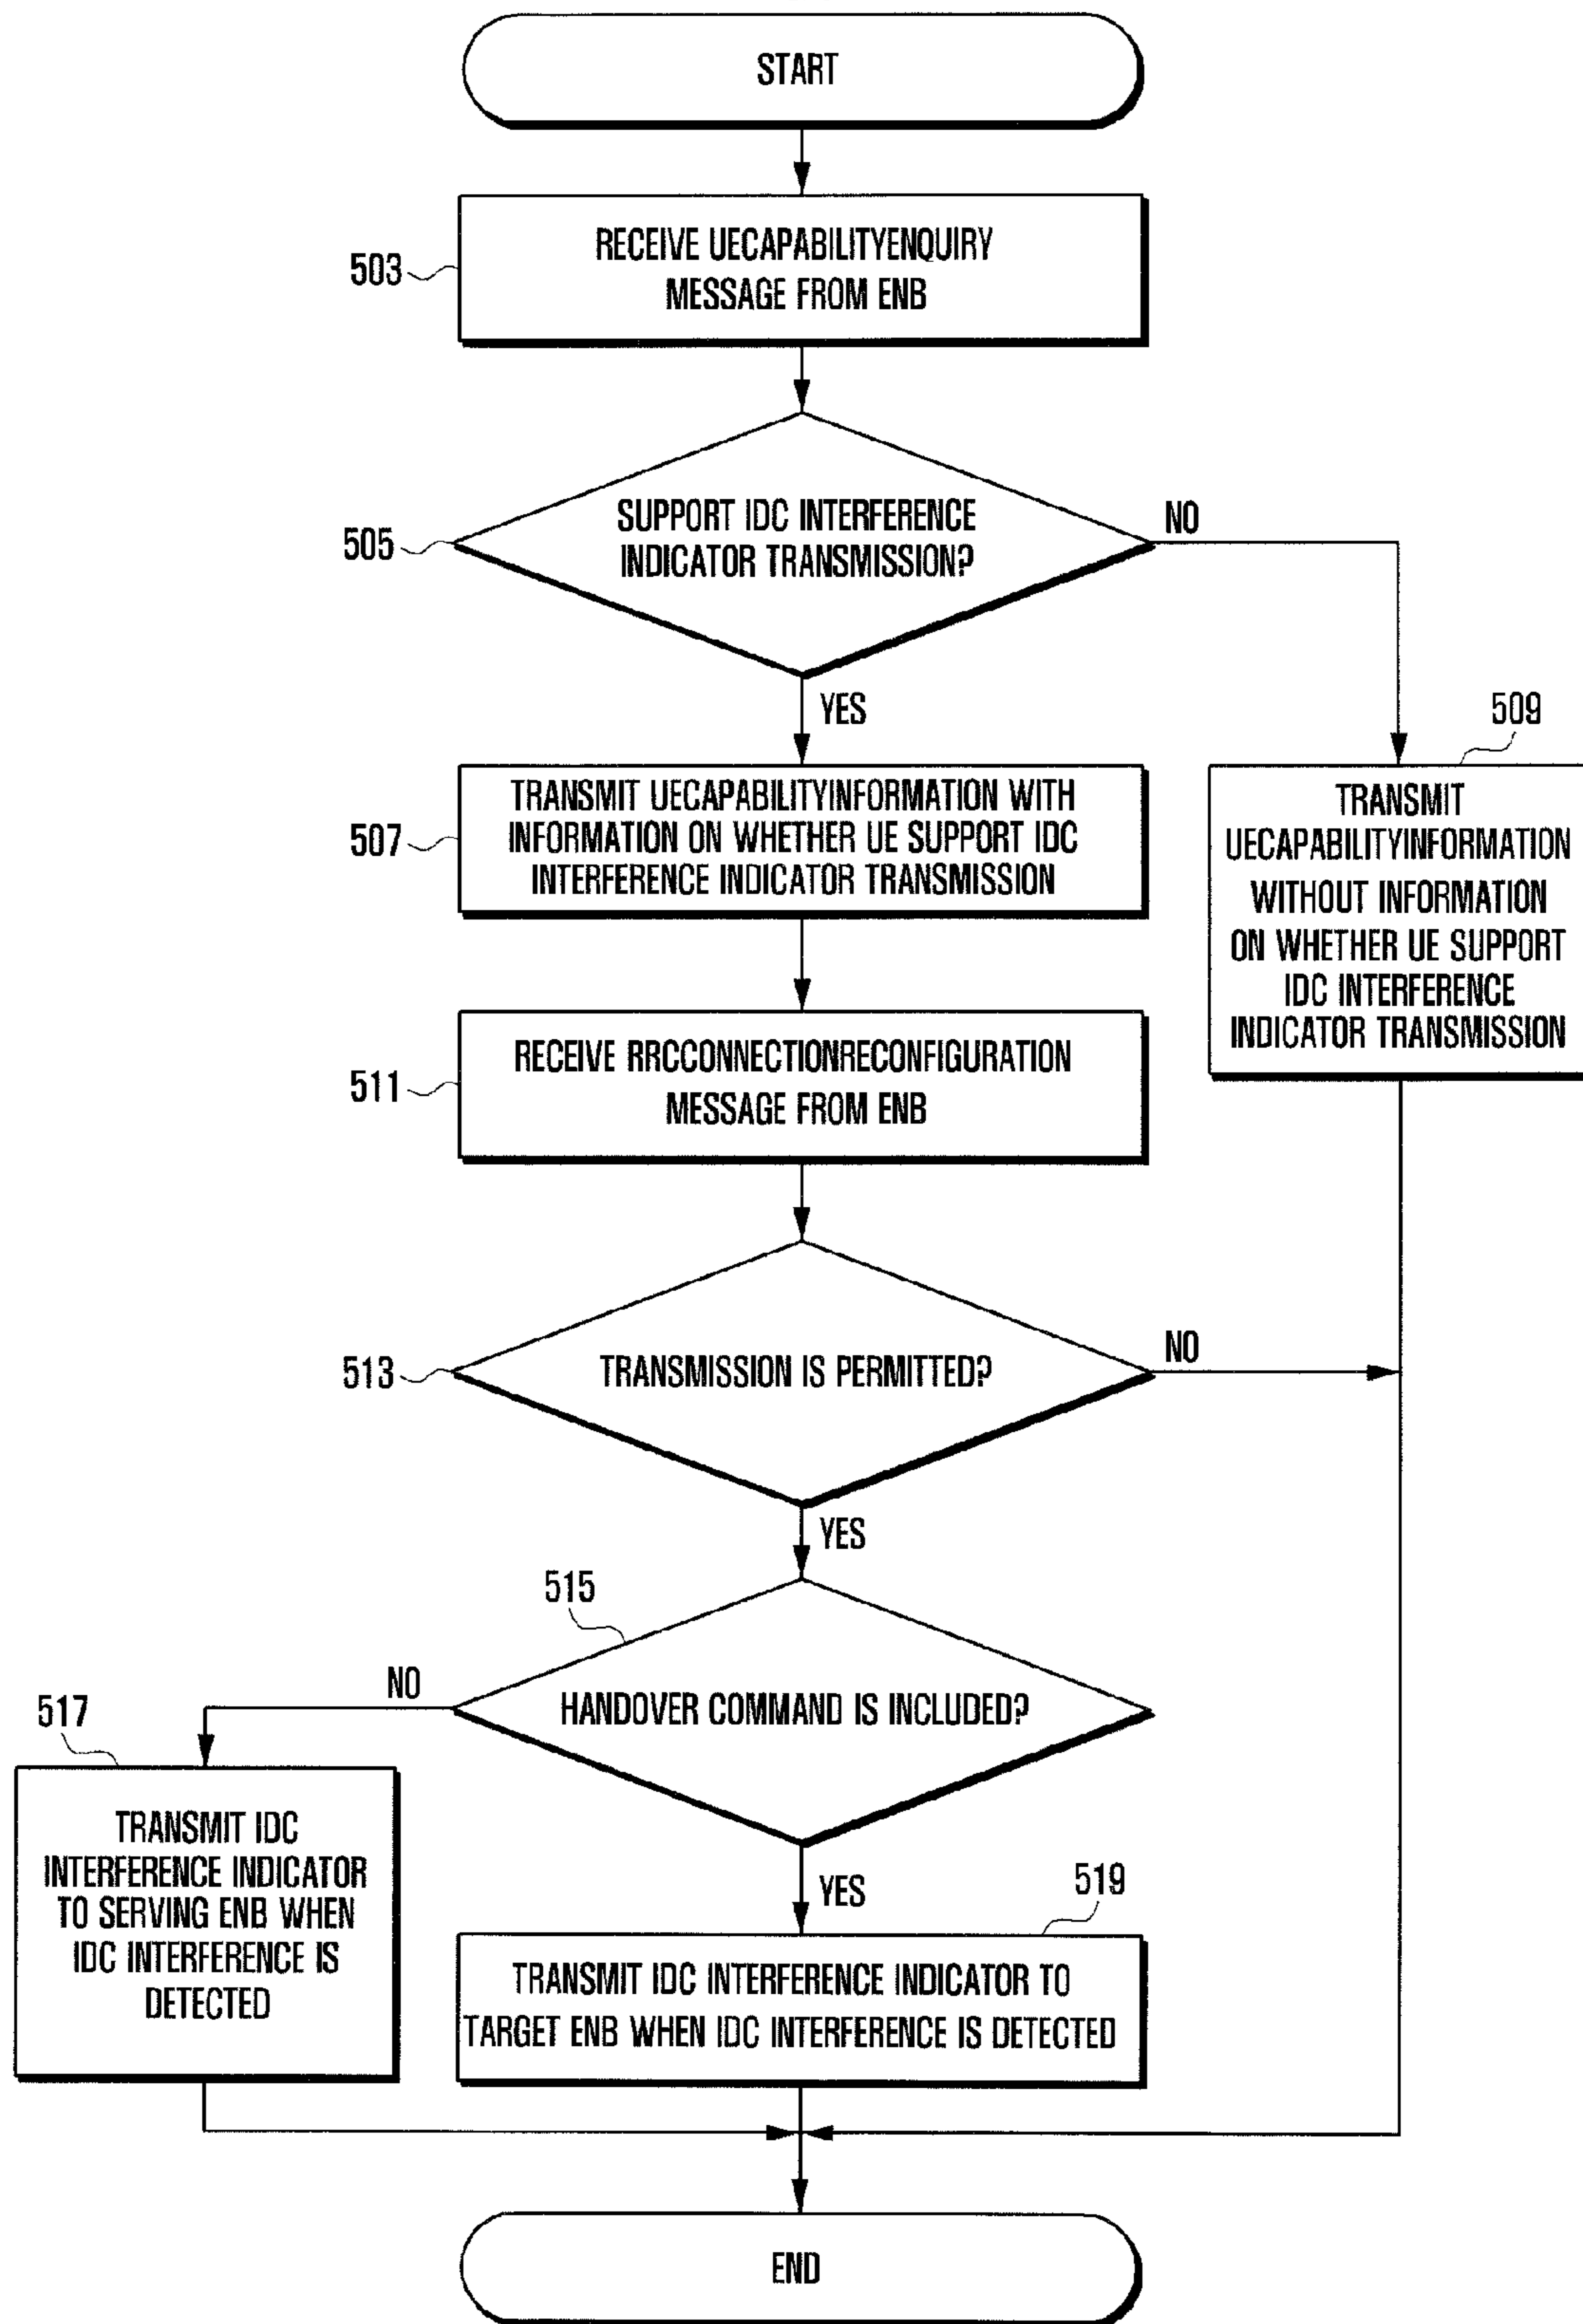 START
503
RECEIVE UECAPABILITYENQUIRY
MESSAGE FROM ENB
505
SUPPORT IDC INTERFERENCE
INDICATOR TRANSMISSION?
NO
YES
507
TRANSMIT UECAPABILITYINFORMATION WITH
INFORMATION ON WHETHER UE SUPPORT IDC
INTERFERENCE INDICATOR TRANSMISSION
509
TRANSMIT
UECAPABILITYINFORMATION
WITHOUT INFORMATION
ON WHETHER UE SUPPORT
IDC INTERFERENCE
INDICATOR TRANSMISSION
511
RECEIVE RRCCONNECTIONRECONFIGURATION
MESSAGE FROM ENB
513
TRANSMISSION IS PERMITTED?
NO
YES
515
HANDOVER COMMAND IS INCLUDED?
NO
517
TRANSMIT IDC
INTERFERENCE INDICATOR
TO SERVING ENB WHEN
IDC INTERFERENCE IS
DETECTED
YES
519
TRANSMIT IDC INTERFERENCE INDICATOR TO
TARGET ENB WHEN IDC INTERFERENCE IS DETECTED
END